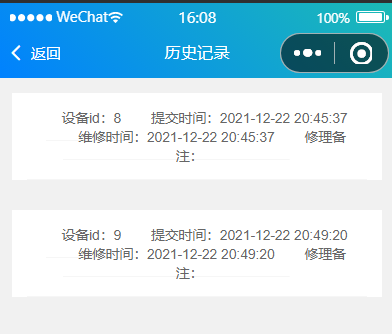 WeChat 16:08 100%
返回 历史记录
设备id：8 提交时间：2021-12-22 20:45:37
维修时间：2021-12-22 20:45:37 修理备
注：
设备id：9 提交时间：2021-12-22 20:49:20
维修时间：2021-12-22 20:49:20 修理备
注：